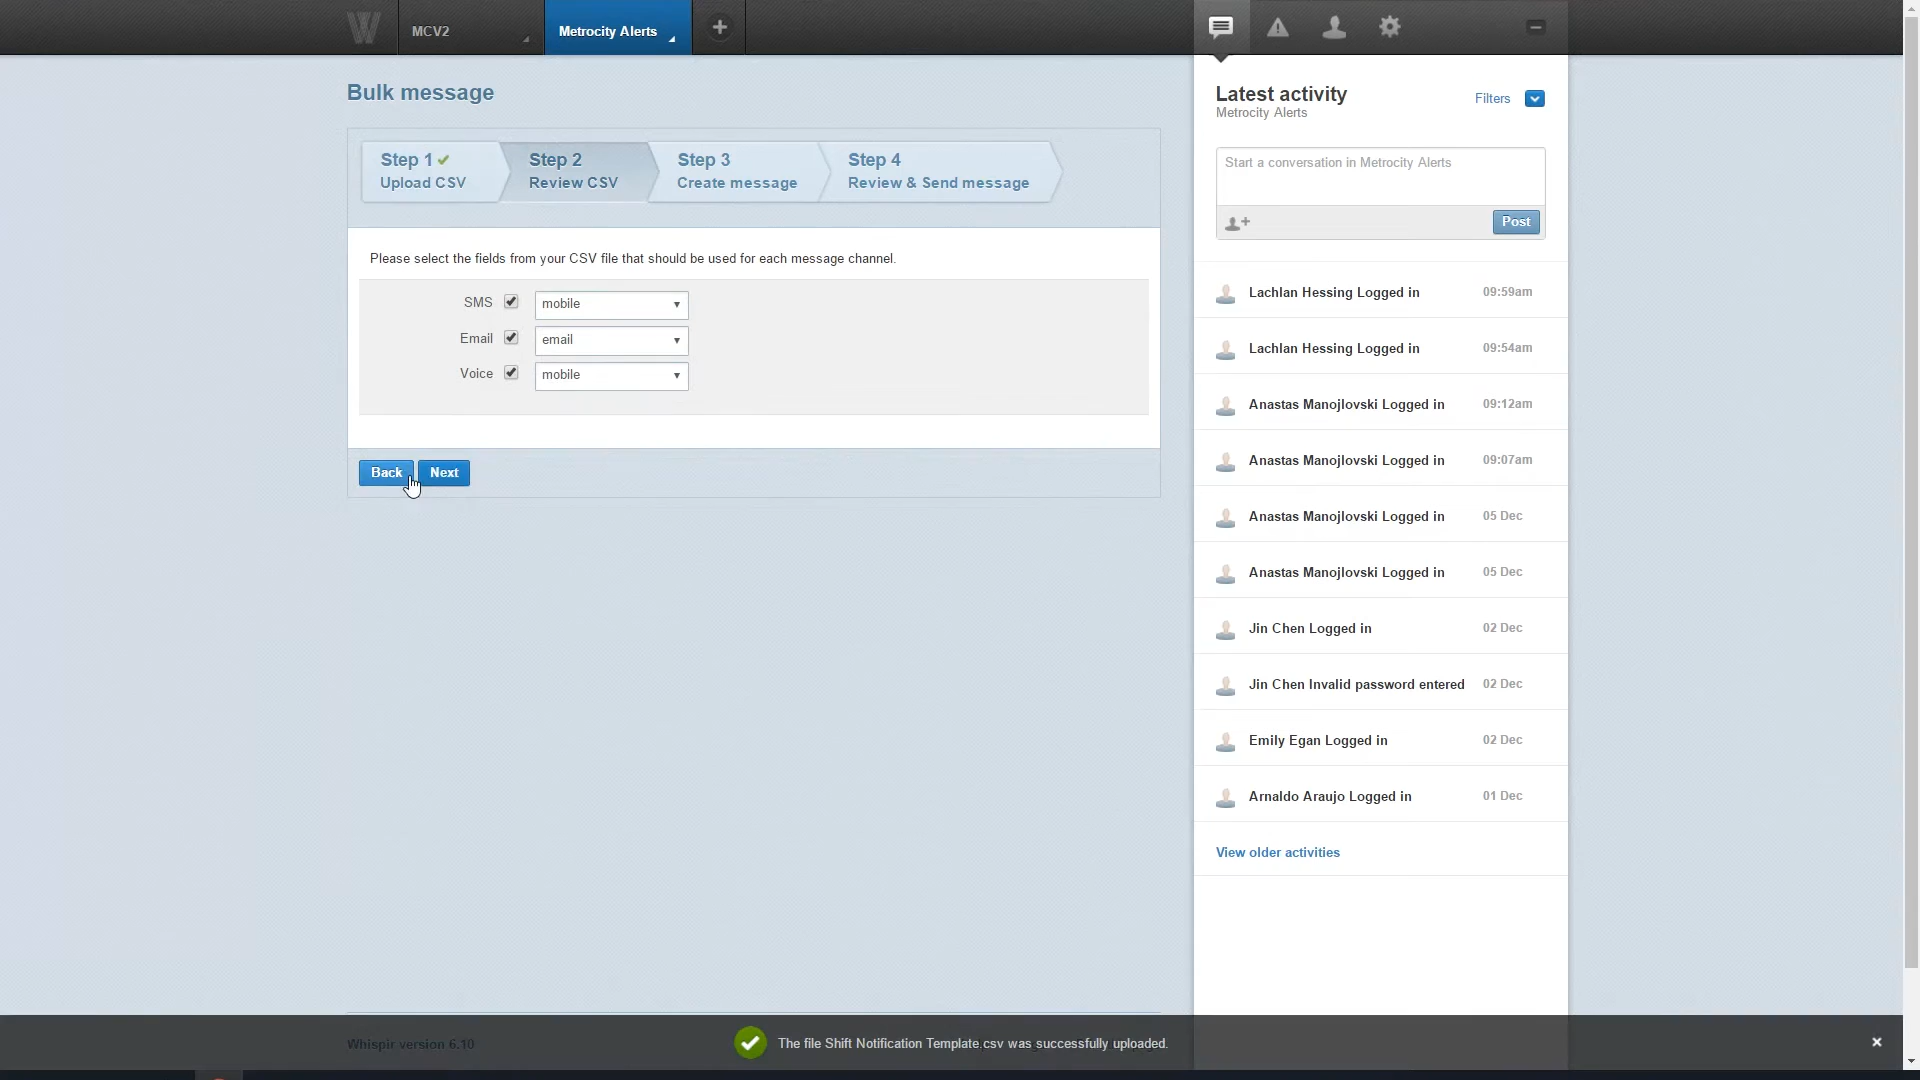 MCV2
Metrocity Alerts
Bulk message
Step 1
Upload CSV
Step 2
Review CSV
Step 3
Create message
Step 4
Review & Send message
Please select the fields from your CSV file that should be used for each message channel.
SMS mobile
Email email
Voice mobile
Back Next
Latest activity
Metrocity Alerts
Filters
Start a conversation in Metrocity Alerts
Post
Lachlan Hessing Logged in 09:59am
Lachlan Hessing Logged in 09:54am
Anastas Manojlovski Logged in 09:12am
Anastas Manojlovski Logged in 09:07am
Anastas Manojlovski Logged in 05 Dec
Anastas Manojlovski Logged in 05 Dec
Jin Chen Logged in 02 Dec
Jin Chen Invalid password entered 02 Dec
Emily Egan Logged in 02 Dec
Arnaldo Araujo Logged in 01 Dec
View older activities
Whispir version 6.10
The file Shift Notification Template.csv was successfully uploaded.